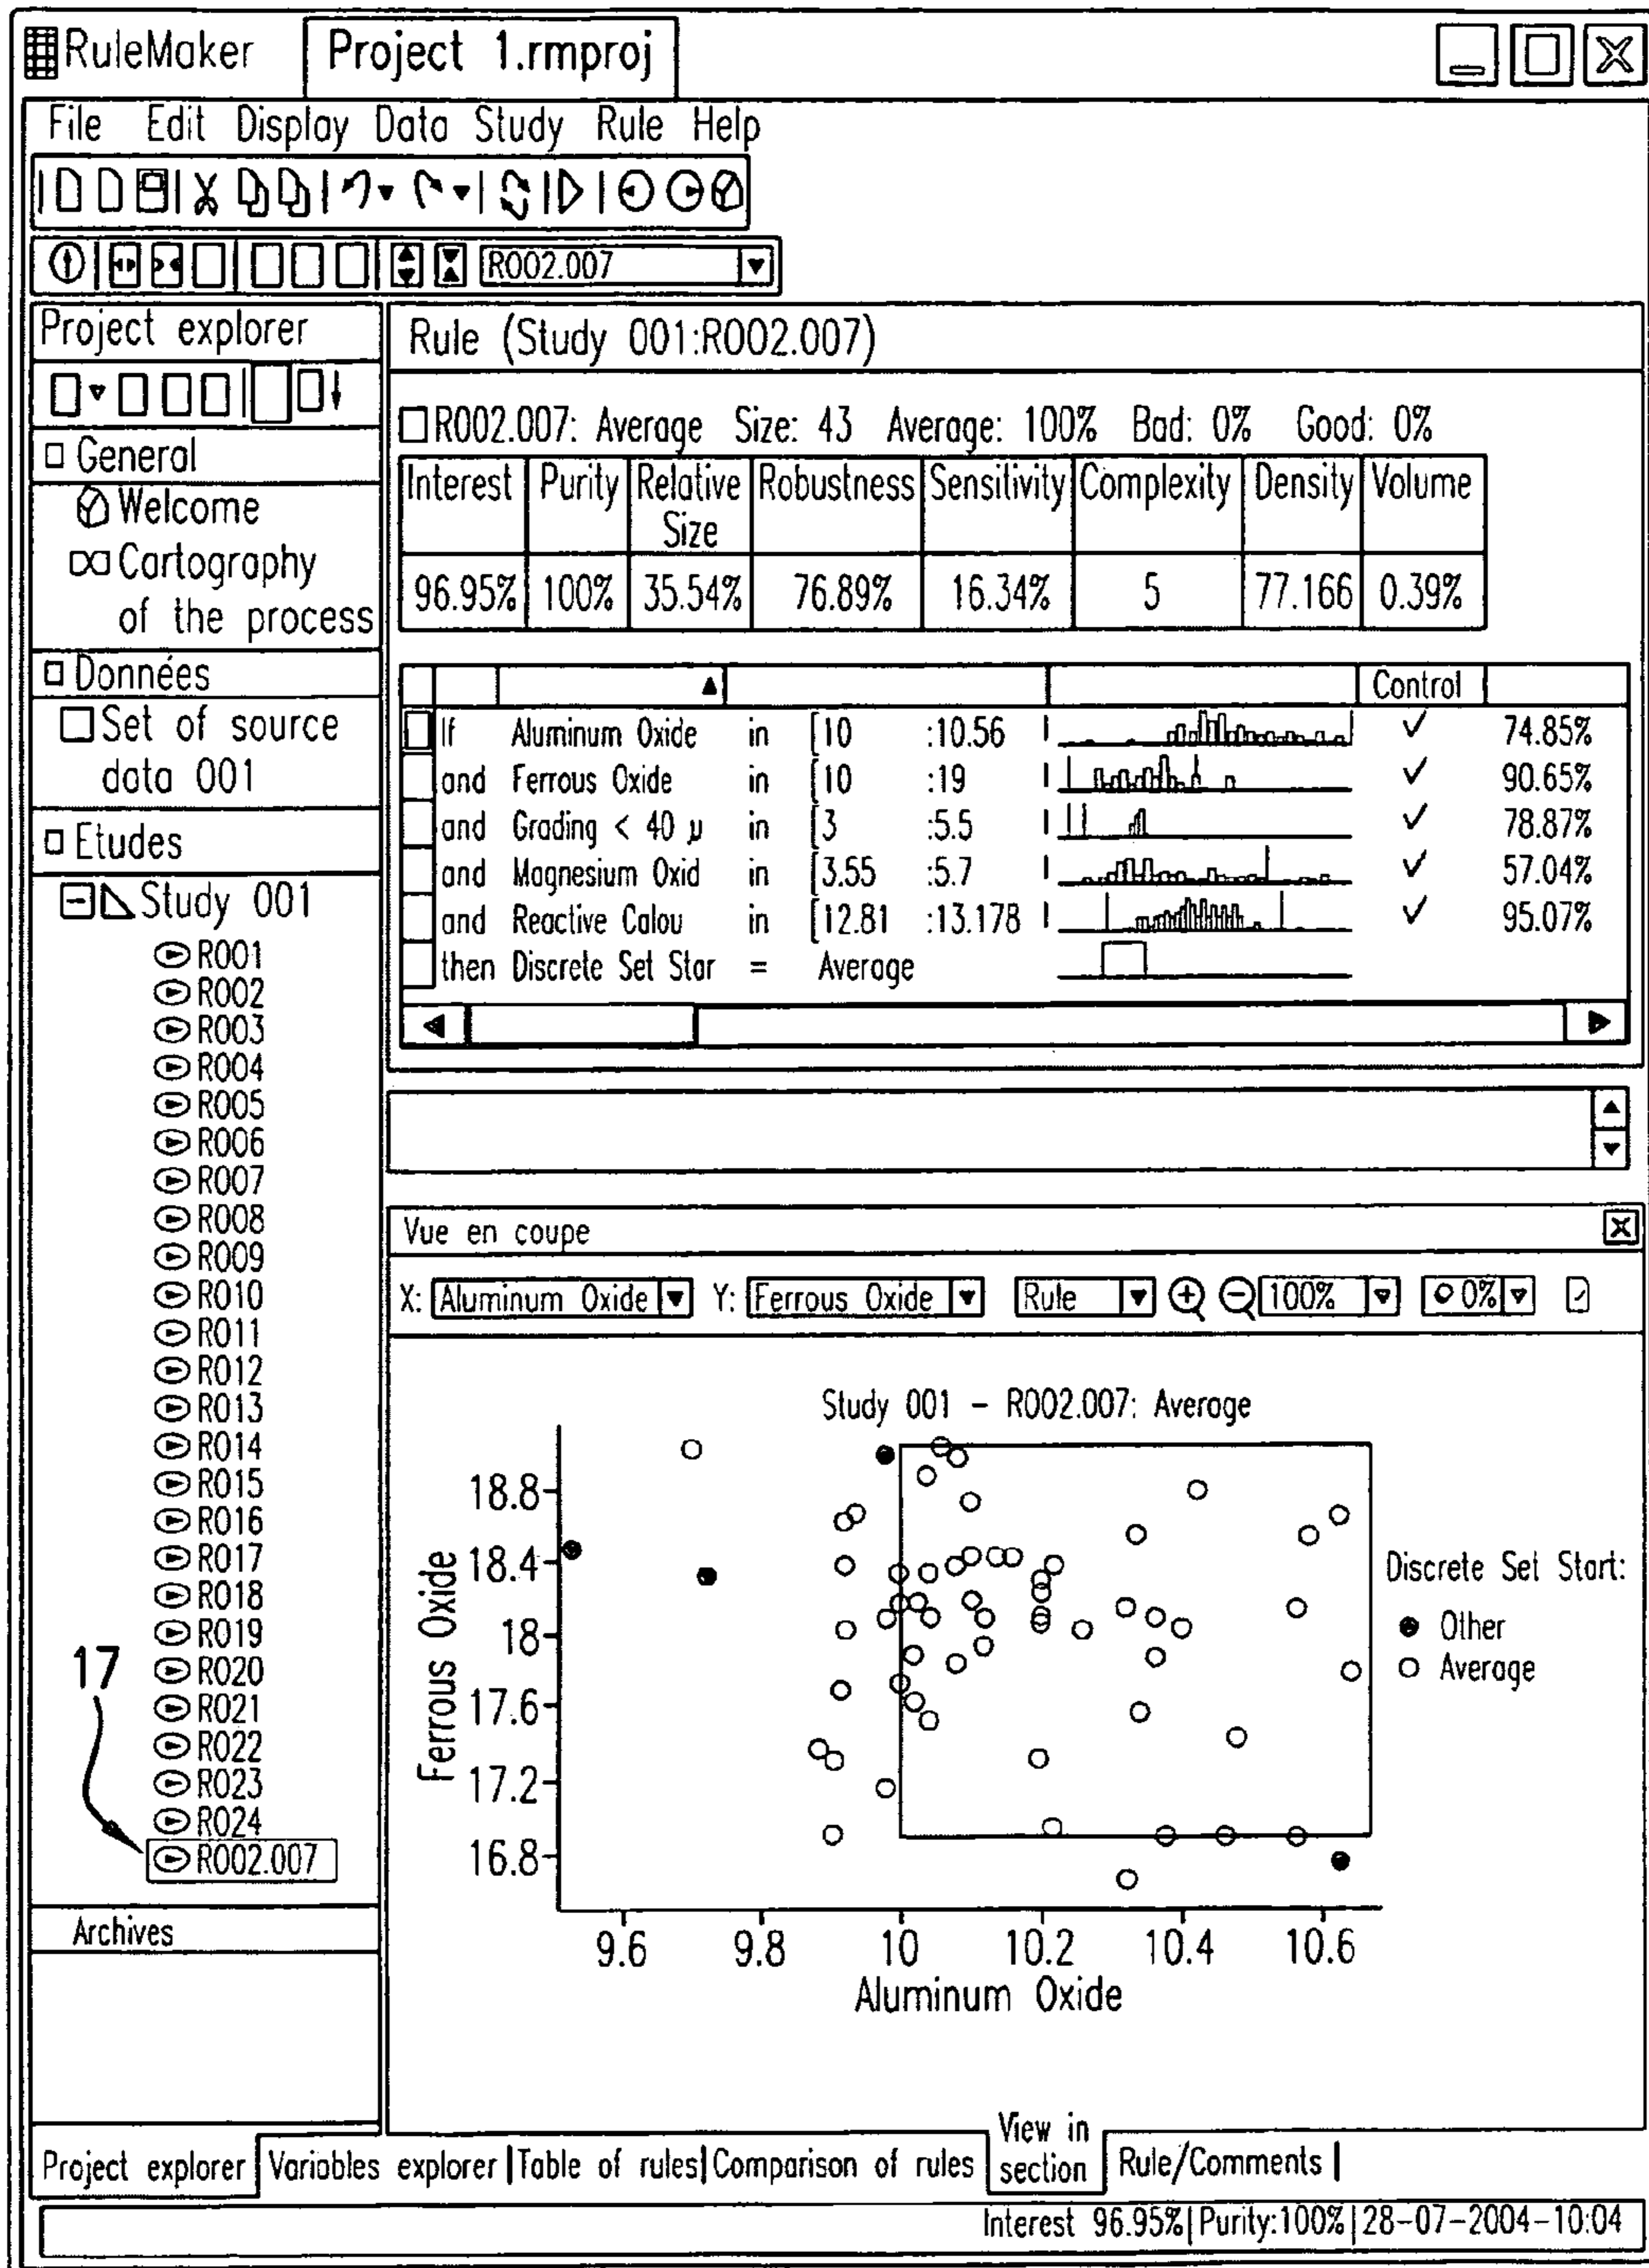 RuleMaker Project 1.rmproj
File Edit Display Data Study Rule Help
R002.007
Project explorer
General
Welcome
Cartography
of the process
Données
Set of source
data 001
Etudes
Study 001
R001
R002
R003
R004
R005
R006
R007
R008
R009
R010
R011
R012
R013
R014
R015
R016
R017
R018
R019
R020
R021
R022
R023
R024
R002.007
17
Archives
Rule (Study 001:R002.007)
R002.007: Average Size: 43 Average: 100% Bad: 0% Good: 0%
Interest Purity Relative Size Robustness Sensitivity Complexity Density Volume
96.95% 100% 35.54% 76.89% 16.34% 5 77.166 0.39%
Control
If Aluminum Oxide in [10 :10.56 74.85%
and Ferrous Oxide in [10 :19 90.65%
and Grading < 40 µ in [3 :5.5 78.87%
and Magnesium Oxid in [3.55 :5.7 57.04%
and Reactive Calou in [12.81 :13.178 95.07%
then Discrete Set Star = Average
Vue en coupe
X: Aluminum Oxide Y: Ferrous Oxide Rule 100% 0%
Study 001 - R002.007: Average
Ferrous Oxide
18.8
18.4
18
17.6
17.2
16.8
9.6 9.8 10 10.2 10.4 10.6
Aluminum Oxide
Discrete Set Start:
Other
Average
Project explorer Variables explorer Table of rules Comparison of rules View in section Rule/Comments
Interest 96.95% Purity:100% 28-07-2004-10:04